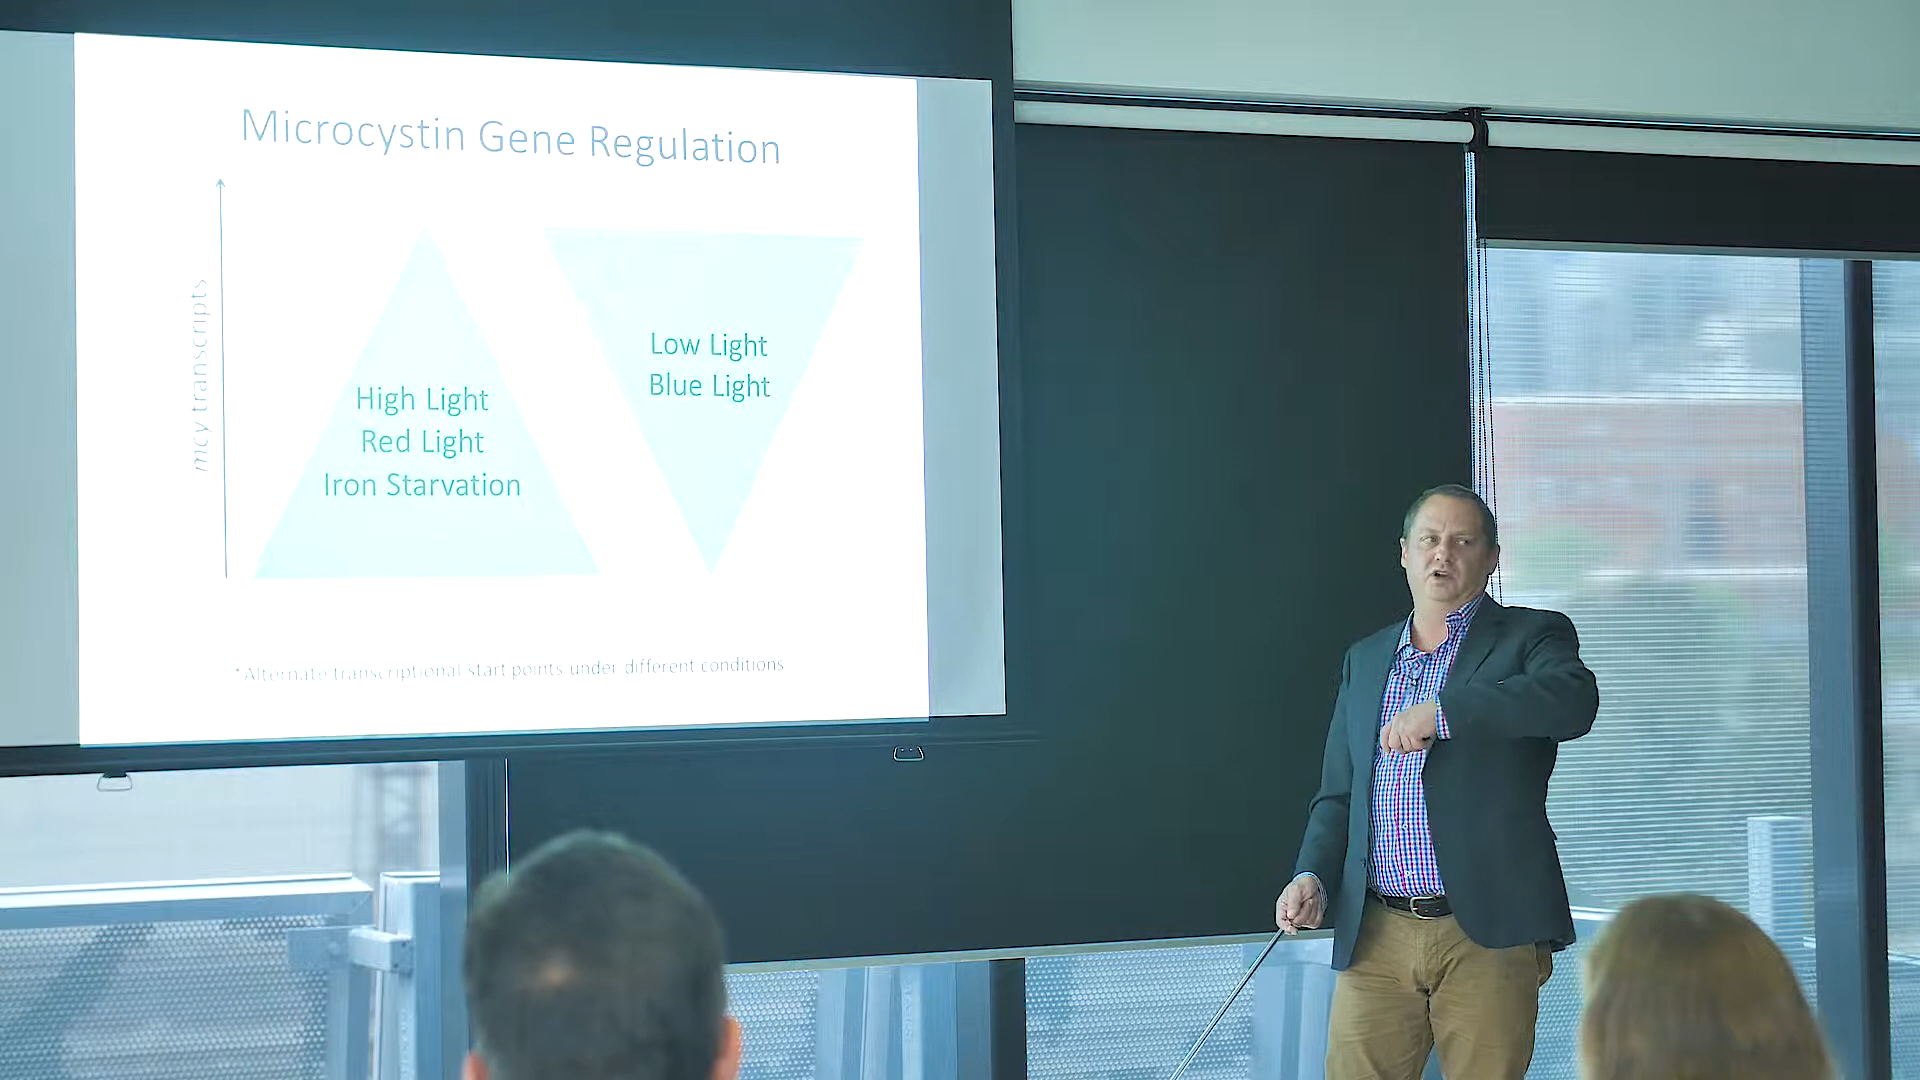 Microcystin Gene Regulation
mcy transcripts
High Light
Red Light
Iron Starvation
Low Light
Blue Light
*Alternate transcriptional start points under different conditions